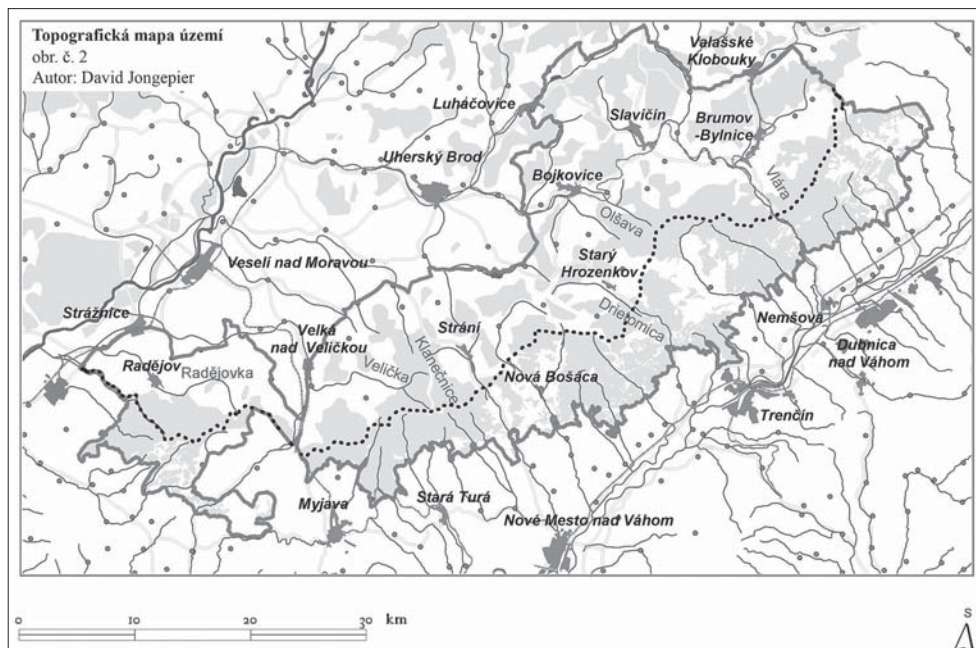 Topografická mapa území
obr. č. 2
Autor: David Jongepier
Valašské
Klobouky
Luháčovice
Slavičín
Brumov
-Bylnice
Uherský Brod
Bojkovice
Vlára
Olšava
Veselí nad Moravou
Starý
Hrozenkov
Strážnice
Drietomica
Nemšová
Velká
nad Veličkou
Strání
Klanečnice
Dubnica
nad Váhom
Radějov
Radějovka
Velička
Nová Bošáca
Trenčín
Myjava
Stará Turá
Nové Mesto nad Váhom
0 10 20 30 km
S